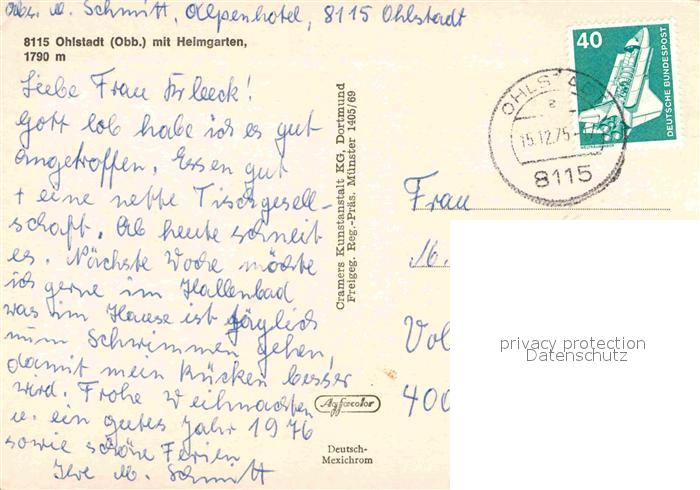 Abs. M. Schmitt, Alpenhotel, 8115 Ohlstadt
8115 Ohlstadt (Obb.) mit Heimgarten,
1790 m
Liebe Frau
Gott lob habe ich es gut
angetroffen. Essen gut
+ eine nette Tischgesell-
schaft. Ab heute schneit
es. Nächste Woche möchte
ich gerne im Hallenbad
was im Hause ist täglich
zum Schwimmen gehen,
damit mein Rücken besser
wird. Frohe Weihnachten
u. ein gutes Jahr 1976
sowie schöne Ferien
Ihre M. Schmitt
Cramers Kunstanstalt KG, Dortmund
Freigeg. Reg.-Präs. Münster 1405/69
Agfacolor
Deutsch-
Mexichrom
40
DEUTSCHE BUNDESPOST
OHLSTADT
15.12.75
8115
Frau
M.
Vol
400
privacy protection
Datenschutz